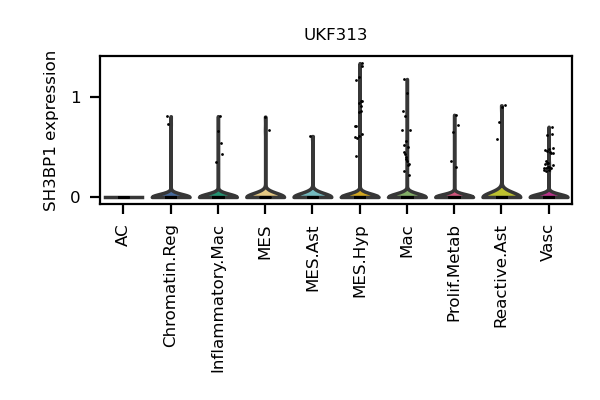 UKF313
SH3BP1 expression
1
0
AC
Chromatin.Reg
Inflammatory.Mac
MES
MES.Ast
MES.Hyp
Mac
Prolif.Metab
Reactive.Ast
Vasc